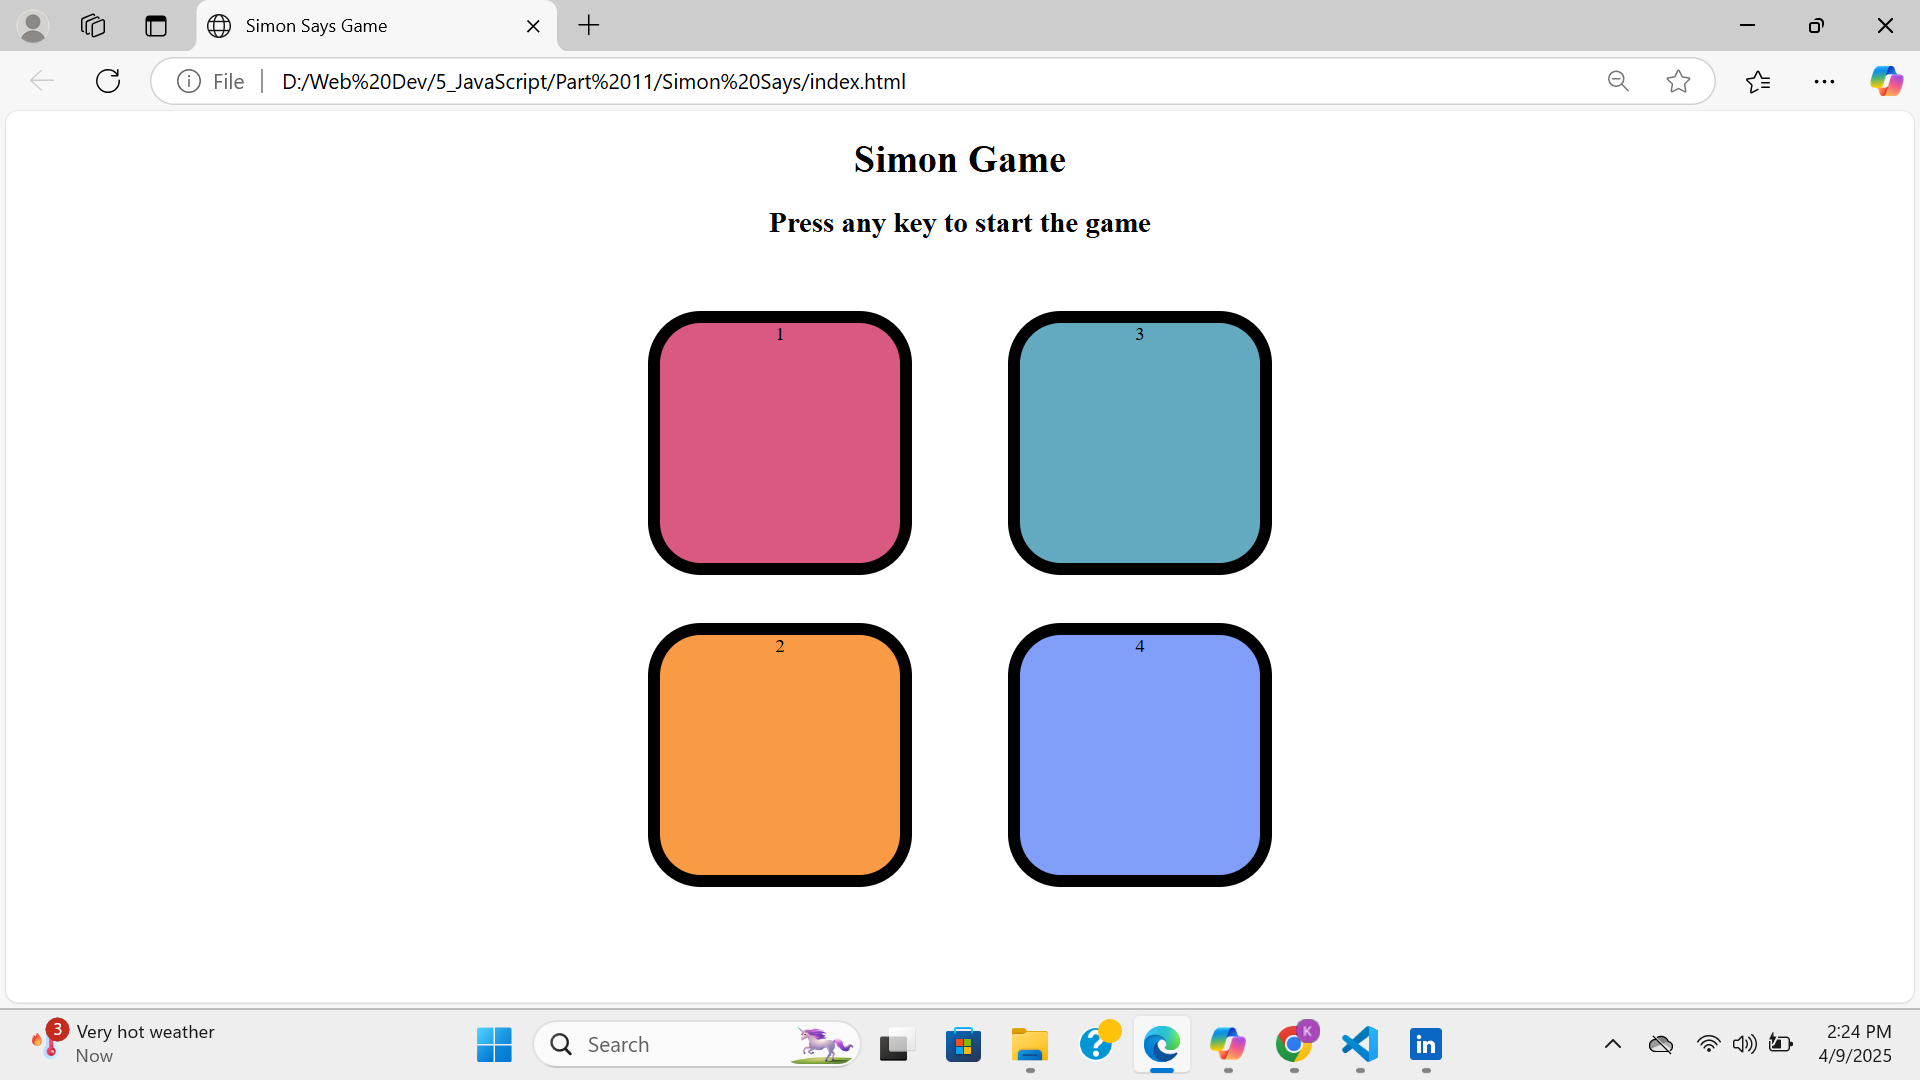 Simon Says Game
File
D:/Web%20Dev/5_JavaScript/Part%2011/Simon%20Says/index.html
Simon Game
Press any key to start the game
1
3
2
4
3
Very hot weather
Now
Search
?
K
in
2:24 PM
4/9/2025